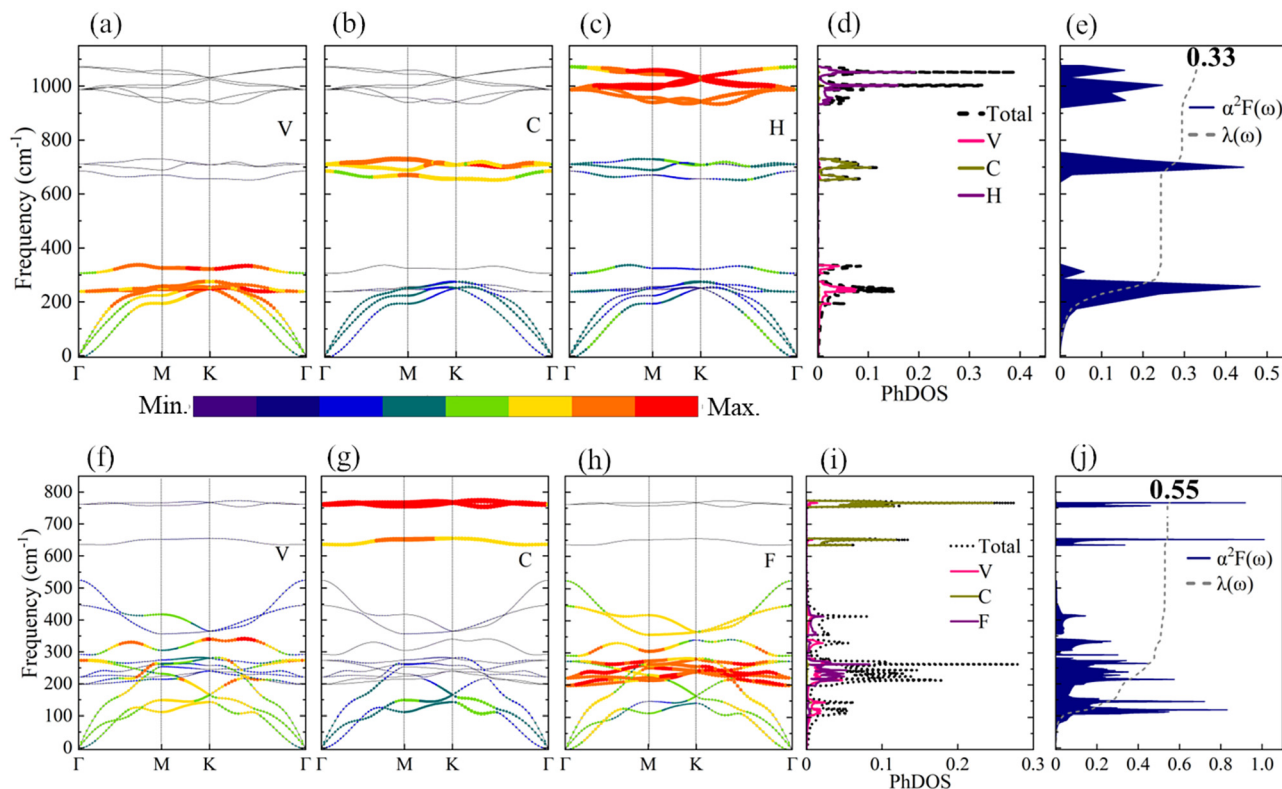 (a) (b) (c) (d) (e)
Frequency (cm⁻¹)
1000
800
600
400
200
0
V
C
H
Total
V
C
H
0.33
α²F(ω)
λ(ω)
Γ M K Γ
Γ M K Γ
Γ M K Γ
0 0.1 0.2 0.3 0.4
PhDOS
0 0.1 0.2 0.3 0.4 0.5
Min. Max.
(f) (g) (h) (i) (j)
Frequency (cm⁻¹)
800
700
600
500
400
300
200
100
0
V
C
F
Total
V
C
F
0.55
α²F(ω)
λ(ω)
Γ M K Γ
Γ M K Γ
Γ M K Γ
0 0.1 0.2 0.3
PhDOS
0 0.2 0.4 0.6 0.8 1.0